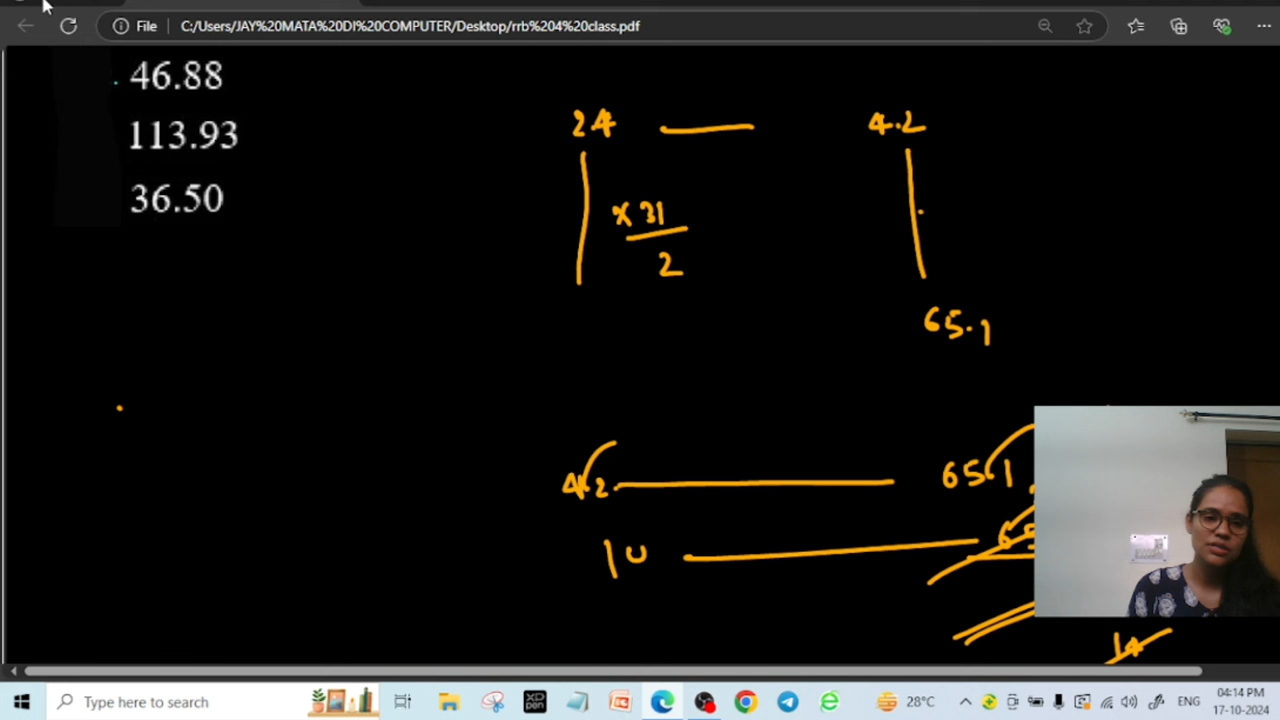 File C:/Users/JAY%20MATA%20DI%20COMPUTER/Desktop/rrb%204%20class.pdf
46.88
113.93
36.50
24 4.2
x 31
2
65.1
4.2 65.1
10
14
Type here to search
28°C
ENG
04:14 PM
17-10-2024